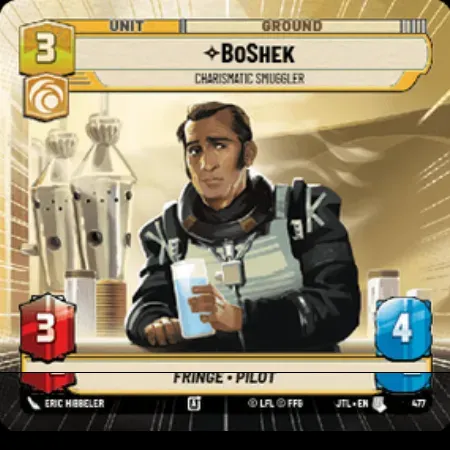 UNIT GROUND
3
BOSHEK
CHARISMATIC SMUGGLER
K K
3 4
FRINGE • PILOT
ERIC HIBBELER A LFL FFG JTL • EN 477